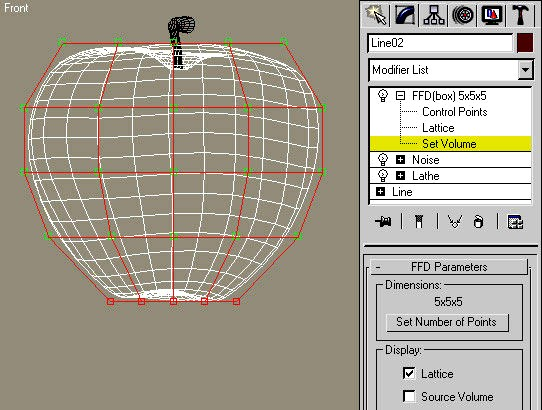 Front
Line02
Modifier List
FFD(box) 5x5x5
Control Points
Lattice
Set Volume
Noise
Lathe
Line
- FFD Parameters
Dimensions:
5x5x5
Set Number of Points
Display:
Lattice
Source Volume